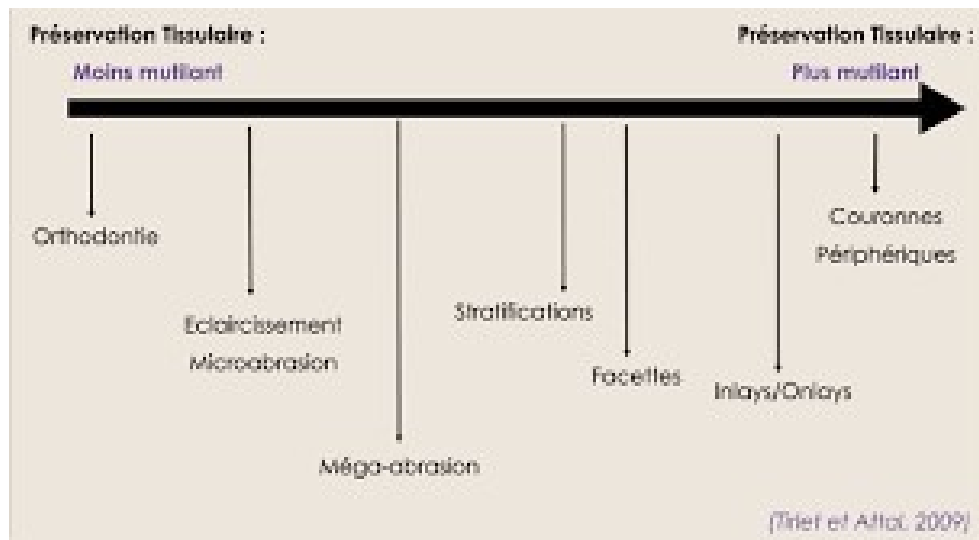 Préservation Tissulaire :
Moins mutilant
Préservation Tissulaire :
Plus mutilant
Orthodontie
Eclaircissement
Microabrasion
Méga-abrasion
Stratifications
Facettes
Inlays/Onlays
Couronnes
Périphériques
(Tirlet et Attal, 2009)